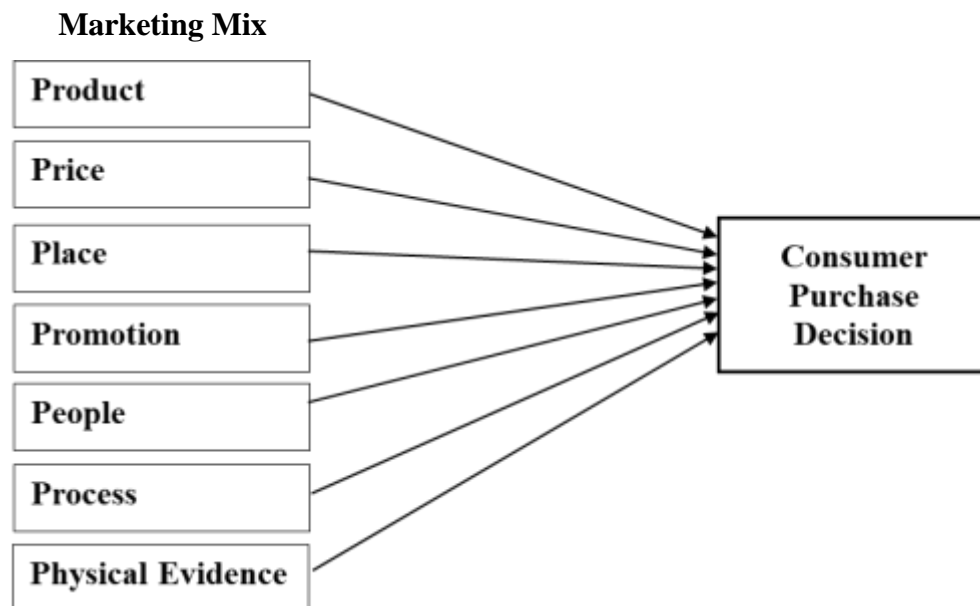 Marketing Mix
Product
Price
Place
Promotion
People
Process
Physical Evidence
Consumer
Purchase
Decision